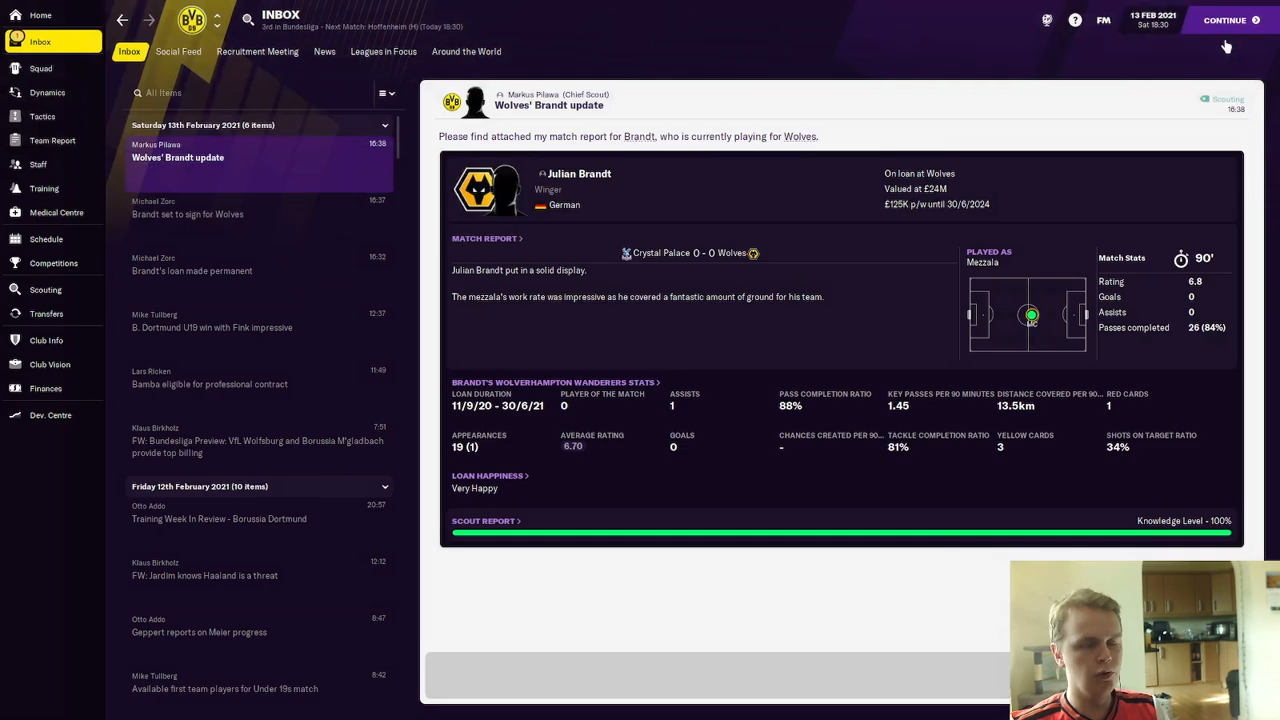 Home
Inbox
Squad
Dynamics
Tactics
Team Report
Staff
Training
Medical Centre
Schedule
Competitions
Scouting
Transfers
Club Info
Club Vision
Finances
Dev. Centre
INBOX
3rd in Bundesliga - Next Match: Hoffenheim (H) (Today 18:30)
FM
13 FEB 2021
Sat 18:30
CONTINUE
Inbox
Social Feed
Recruitment Meeting
News
Leagues in Focus
Around the World
All Items
Saturday 13th February 2021 (6 items)
Markus Pilawa 16:38
Wolves' Brandt update
Michael Zorc 16:37
Brandt set to sign for Wolves
Michael Zorc 16:32
Brandt's loan made permanent
Mike Tullberg 12:37
B. Dortmund U19 win with Fink impressive
Lars Ricken 11:49
Bamba eligible for professional contract
Klaus Birkholz 7:51
FW: Bundesliga Preview: VfL Wolfsburg and Borussia M'gladbach
provide top billing
Friday 12th February 2021 (10 items)
Otto Addo 20:57
Training Week In Review - Borussia Dortmund
Klaus Birkholz 12:12
FW: Jardim knows Haaland is a threat
Otto Addo 8:47
Geppert reports on Meier progress
Mike Tullberg 8:42
Available first team players for Under 19s match
Markus Pilawa (Chief Scout)
Wolves' Brandt update
Scouting
16:38
Please find attached my match report for Brandt, who is currently playing for Wolves.
Julian Brandt
Winger
German
On loan at Wolves
Valued at £24M
£125K p/w until 30/6/2024
MATCH REPORT >
Crystal Palace 0 - 0 Wolves
Julian Brandt put in a solid display.
The mezzala's work rate was impressive as he covered a fantastic amount of ground for his team.
PLAYED AS
Mezzala
MC
Match Stats 90'
Rating 6.8
Goals 0
Assists 0
Passes completed 26 (84%)
BRANDT'S WOLVERHAMPTON WANDERERS STATS >
LOAN DURATION PLAYER OF THE MATCH ASSISTS PASS COMPLETION RATIO KEY PASSES PER 90 MINUTES DISTANCE COVERED PER 90... RED CARDS
11/9/20 - 30/6/21 0 1 88% 1.45 13.5km 1
APPEARANCES AVERAGE RATING GOALS CHANCES CREATED PER 90... TACKLE COMPLETION RATIO YELLOW CARDS SHOTS ON TARGET RATIO
19 (1) 6.70 0 - 81% 3 34%
LOAN HAPPINESS >
Very Happy
SCOUT REPORT > Knowledge Level - 100%